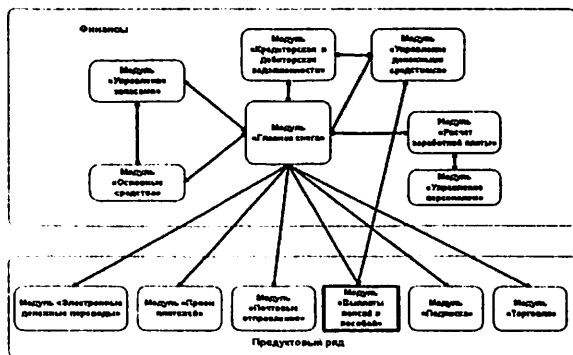 Финансы
Модуль
«Кредиторская и
дебиторская
задолженность»
Модуль
«Управление
денежными
средствами»
Модуль
«Управление
запасами»
Модуль
«Главная книга»
Модуль
«Расчет
заработной платы»
Модуль
«Основные
средства»
Модуль
«Управление
персоналом»
Модуль «Электронные
денежные переводы»
Модуль «Прием
платежей»
Модуль
«Почтовые
отправления»
Модуль
«Выплаты
пенсий и
пособий»
Модуль
«Подписка»
Модуль
«Торговля»
Продуктовый ряд